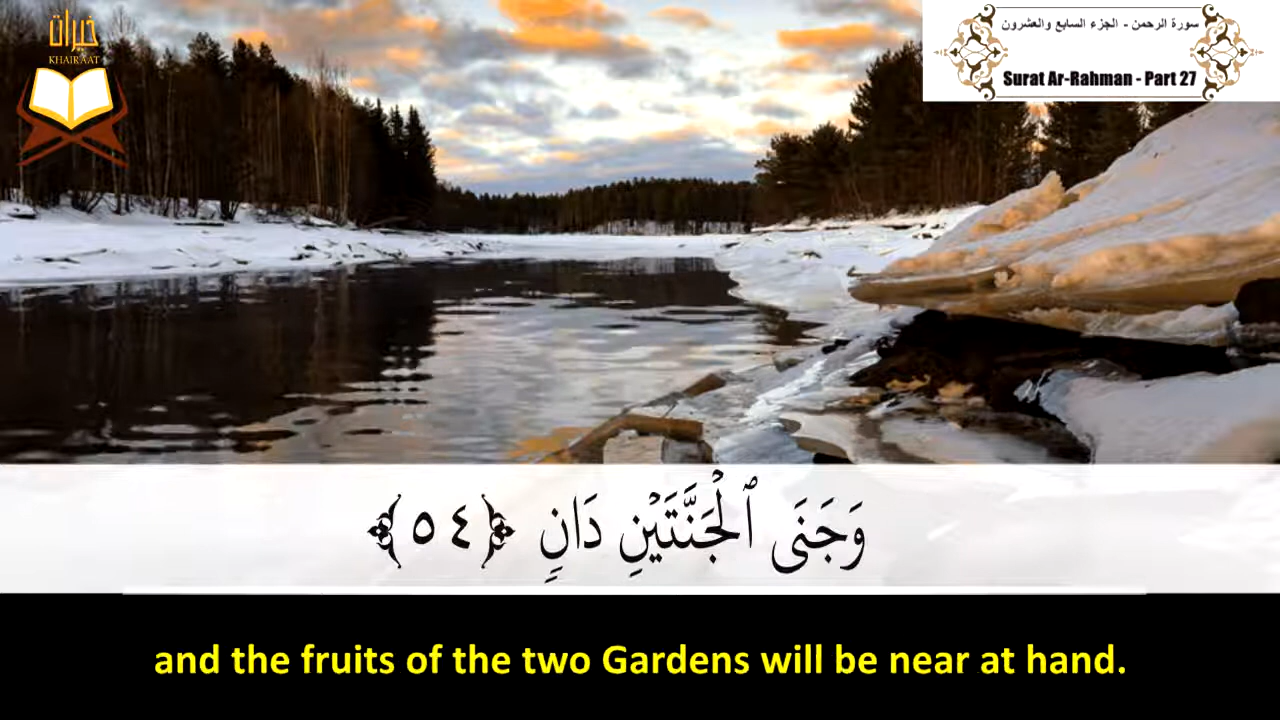 خيرات
KHAIRAAT
سورة الرحمن - الجزء السابع والعشرون
Surat Ar-Rahman - Part 27
وَجَنَى ٱلْجَنَّتَيْنِ دَانٍ ﴿٥٤﴾
and the fruits of the two Gardens will be near at hand.